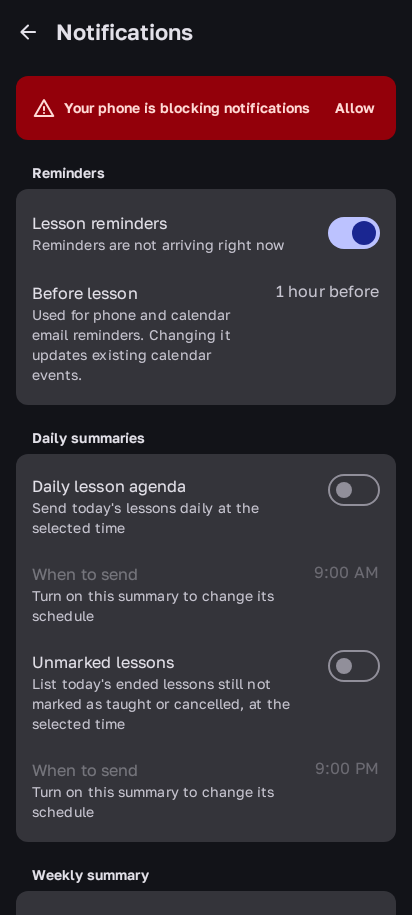 Notifications
Your phone is blocking notifications Allow
Reminders
Lesson reminders
Reminders are not arriving right now
Before lesson 1 hour before
Used for phone and calendar
email reminders. Changing it
updates existing calendar
events.
Daily summaries
Daily lesson agenda
Send today's lessons daily at the
selected time
When to send 9:00 AM
Turn on this summary to change its
schedule
Unmarked lessons
List today's ended lessons still not
marked as taught or cancelled, at the
selected time
When to send 9:00 PM
Turn on this summary to change its
schedule
Weekly summary